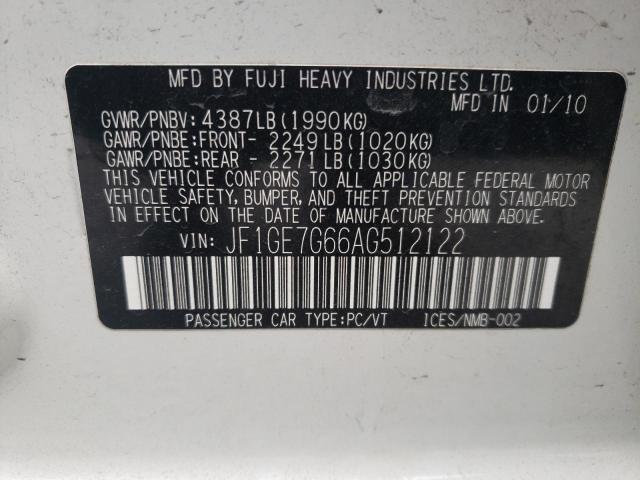 MFD BY FUJI HEAVY INDUSTRIES LTD.
MFD IN 01/10
GVWR/PNBV: 4387LB(1990KG)
GAWR/PNBE:FRONT- 2249LB(1020KG)
GAWR/PNBE:REAR - 2271LB(1030KG)
THIS VEHICLE CONFORMS TO ALL APPLICABLE FEDERAL MOTOR
VEHICLE SAFETY, BUMPER, AND THEFT PREVENTION STANDARDS
IN EFFECT ON THE DATE OF MANUFACTURE SHOWN ABOVE.
VIN: JF1GE7G66AG512122
PASSENGER CAR TYPE:PC/VT ICES/NMB-002